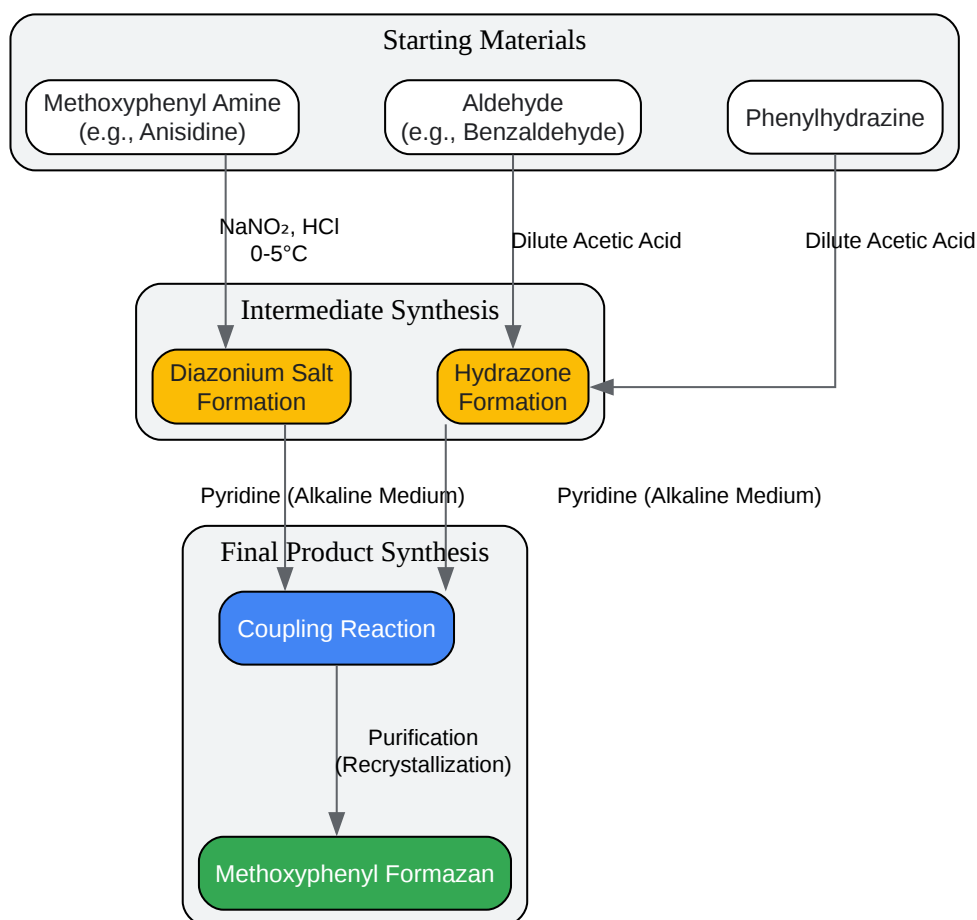 Starting Materials
Methoxyphenyl Amine
(e.g., Anisidine)
Aldehyde
(e.g., Benzaldehyde)
Phenylhydrazine
NaNO₂, HCl
0-5°C
Dilute Acetic Acid
Dilute Acetic Acid
Intermediate Synthesis
Diazonium Salt
Formation
Hydrazone
Formation
Pyridine (Alkaline Medium)
Pyridine (Alkaline Medium)
Final Product Synthesis
Coupling Reaction
Purification
(Recrystallization)
Methoxyphenyl Formazan